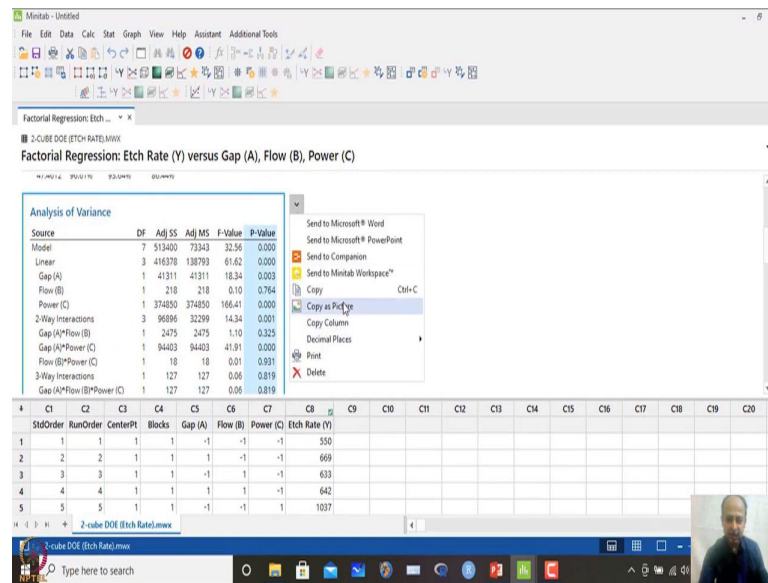 Minitab - Untitled
File Edit Data Calc Stat Graph View Help Assistant Additional Tools
Factorial Regression: Etch ...
2-CUBE DOE (ETCH RATE).MWX
Factorial Regression: Etch Rate (Y) versus Gap (A), Flow (B), Power (C)
Analysis of Variance
Source DF Adj SS Adj MS F-Value P-Value
Model 7 513400 73343 32.56 0.000
Linear 3 416378 138793 61.62 0.000
Gap (A) 1 41311 41311 18.34 0.003
Flow (B) 1 218 218 0.10 0.764
Power (C) 1 374850 374850 166.41 0.000
2-Way Interactions 3 96896 32299 14.34 0.001
Gap (A)*Flow (B) 1 2475 2475 1.10 0.325
Gap (A)*Power (C) 1 94403 94403 41.91 0.000
Flow (B)*Power (C) 1 18 18 0.01 0.931
3-Way Interactions 1 127 127 0.06 0.819
Gap (A)*Flow (B)*Power (C) 1 127 127 0.06 0.819
Send to Microsoft® Word
Send to Microsoft® PowerPoint
Send to Companion
Send to Minitab Workspace™
Copy Ctrl+C
Copy as Picture
Copy Column
Decimal Places
Print
Delete
C1 C2 C3 C4 C5 C6 C7 C8 C9 C10 C11 C12 C13 C14 C15 C16 C17 C18 C19 C20
StdOrder RunOrder CenterPt Blocks Gap (A) Flow (B) Power (C) Etch Rate (Y)
1 1 1 1 1 -1 -1 -1 550
2 2 2 1 1 1 -1 -1 669
3 3 3 1 1 -1 1 -1 633
4 4 4 1 1 1 1 -1 642
5 5 5 1 1 -1 -1 1 1037
2-cube DOE (Etch Rate).mwx
2-cube DOE (Etch Rate).mwx
Type here to search
NPTEL